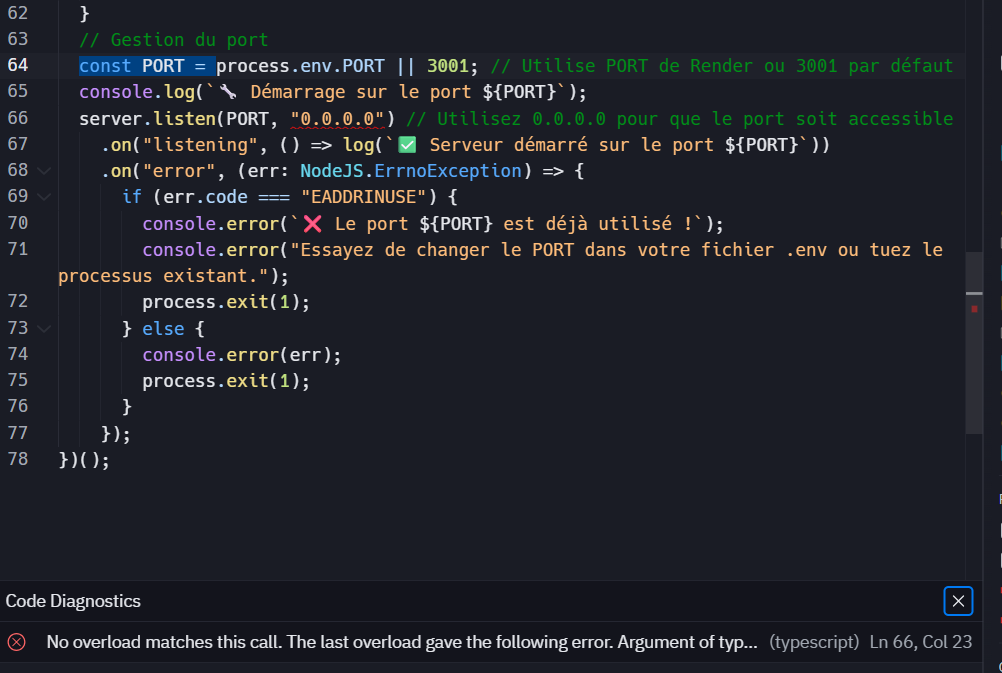 62 }
63 // Gestion du port
64 const PORT = process.env.PORT || 3001; // Utilise PORT de Render ou 3001 par défaut
65 console.log(`🔧 Démarrage sur le port ${PORT}`);
66 server.listen(PORT, "0.0.0.0") // Utilisez 0.0.0.0 pour que le port soit accessible
67 .on("listening", () => log(`✅ Serveur démarré sur le port ${PORT}`))
68 .on("error", (err: NodeJS.ErrnoException) => {
69 if (err.code === "EADDRINUSE") {
70 console.error(`❌ Le port ${PORT} est déjà utilisé !`);
71 console.error("Essayez de changer le PORT dans votre fichier .env ou tuez le
processus existant.");
72 process.exit(1);
73 } else {
74 console.error(err);
75 process.exit(1);
76 }
77 });
78 })();
Code Diagnostics
No overload matches this call. The last overload gave the following error. Argument of typ... (typescript) Ln 66, Col 23